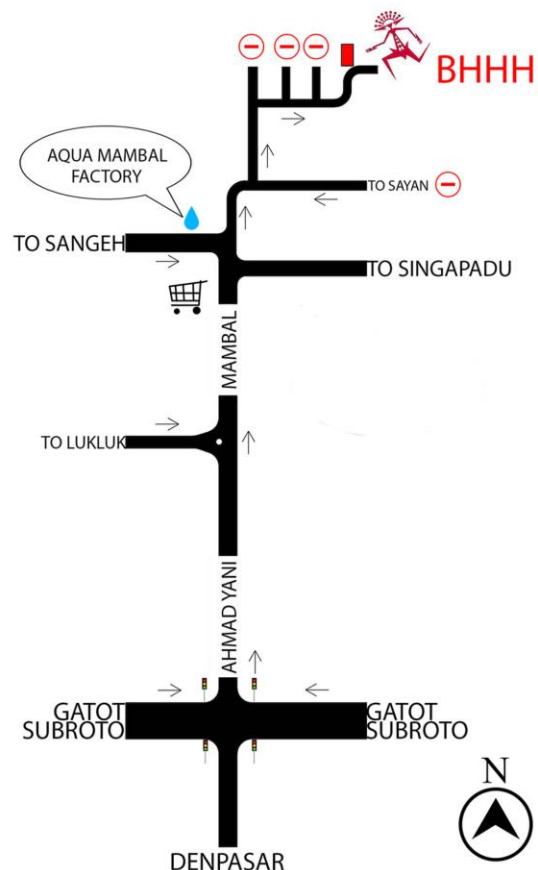 BHHH
AQUA MAMBAL
FACTORY
TO SAYAN
TO SANGEH
TO SINGAPADU
MAMBAL
TO LUKLUK
AHMAD YANI
GATOT
SUBROTO
GATOT
SUBROTO
N
DENPASAR